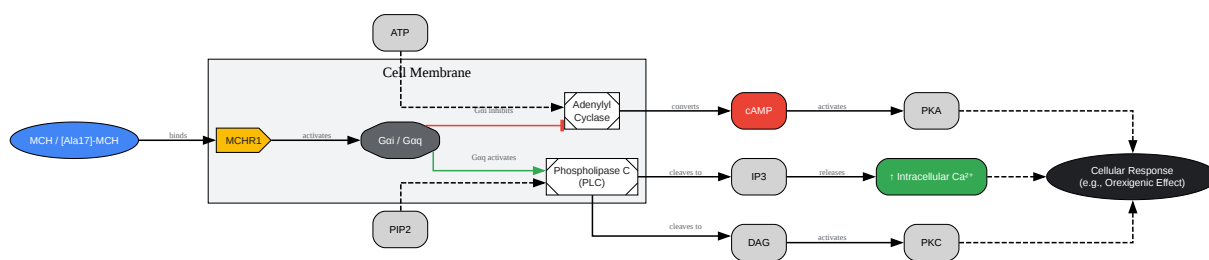 ATP
Cell Membrane
Adenylyl
Cyclase
Gαi inhibits
converts
cAMP
activates
PKA
MCH / [Ala17]-MCH
binds
MCHR1
activates
Gαi / Gαq
Gαq activates
Phospholipase C
(PLC)
cleaves to
IP3
releases
↑ Intracellular Ca²⁺
Cellular Response
(e.g., Orexigenic Effect)
PIP2
cleaves to
DAG
activates
PKC